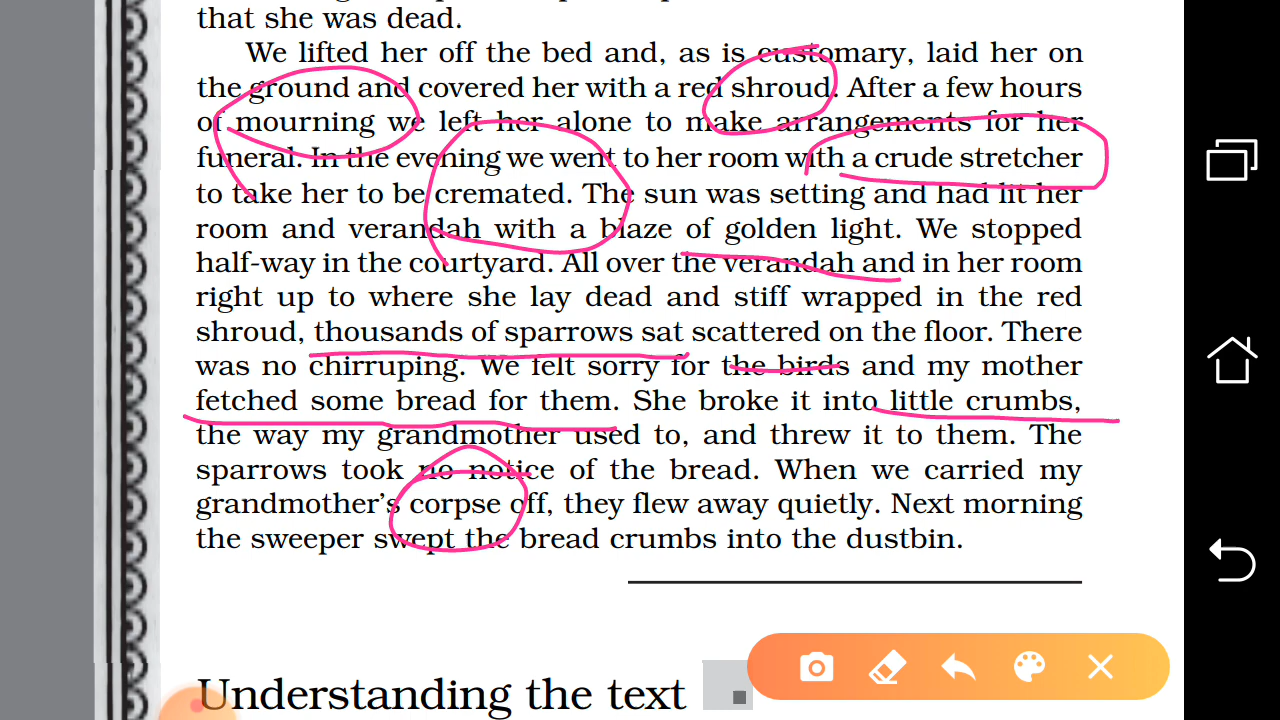 that she was dead.
We lifted her off the bed and, as is customary, laid her on
the ground and covered her with a red shroud. After a few hours
of mourning we left her alone to make arrangements for her
funeral. In the evening we went to her room with a crude stretcher
to take her to be cremated. The sun was setting and had lit her
room and verandah with a blaze of golden light. We stopped
half-way in the courtyard. All over the verandah and in her room
right up to where she lay dead and stiff wrapped in the red
shroud, thousands of sparrows sat scattered on the floor. There
was no chirruping. We felt sorry for the birds and my mother
fetched some bread for them. She broke it into little crumbs,
the way my grandmother used to, and threw it to them. The
sparrows took no notice of the bread. When we carried my
grandmother's corpse off, they flew away quietly. Next morning
the sweeper swept the bread crumbs into the dustbin.
Understanding the text